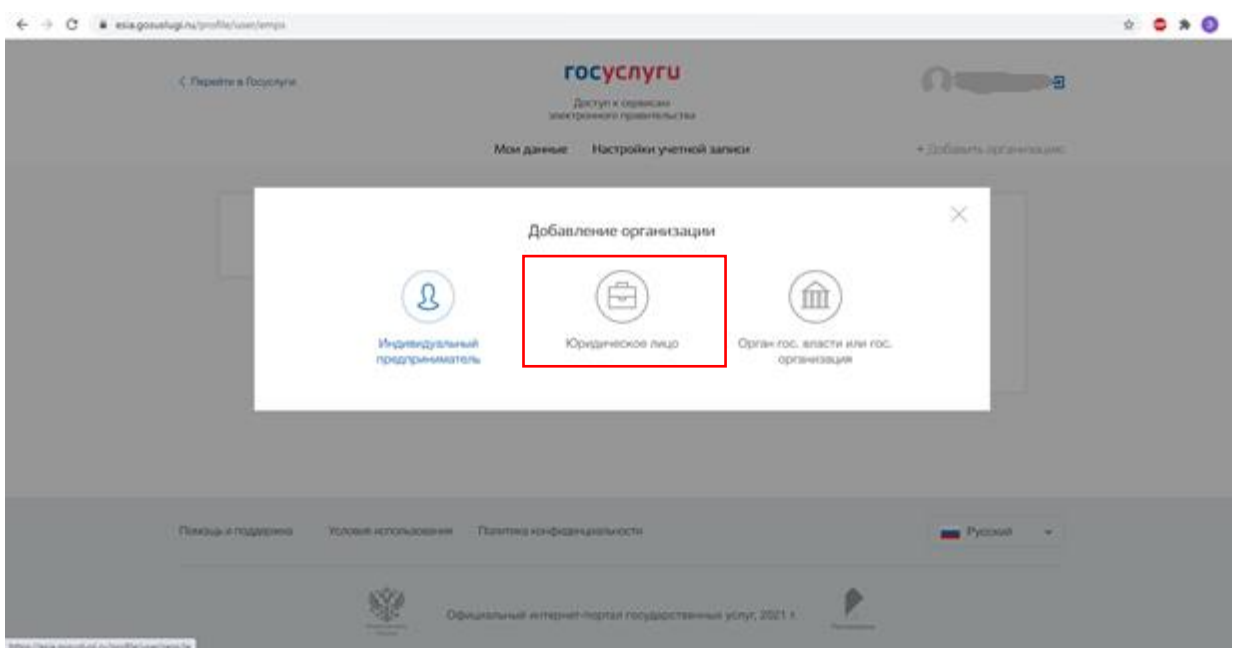 esia.gosuslugi.ru/profile/user/emps
Перейти в Госуслуги
госуслуги
Доступ к сервисам
электронного правительства
Мои данные Настройки учетной записи + Добавить организацию
Добавление организации
Индивидуальный
предприниматель
Юридическое лицо
Орган гос. власти или гос.
организация
Помощь и поддержка Условия использования Политика конфиденциальности Русский
Официальный интернет-портал государственных услуг, 2021 г.